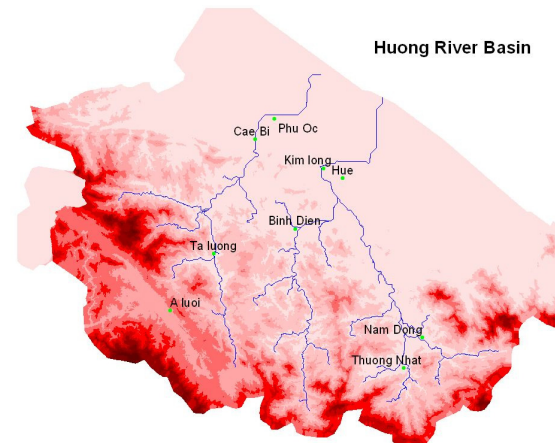 Huong River Basin
Phu Oc
Cae Bi
Kim long
Hue
Binh Dien
Ta luong
A luoi
Nam Dong
Thuong Nhat